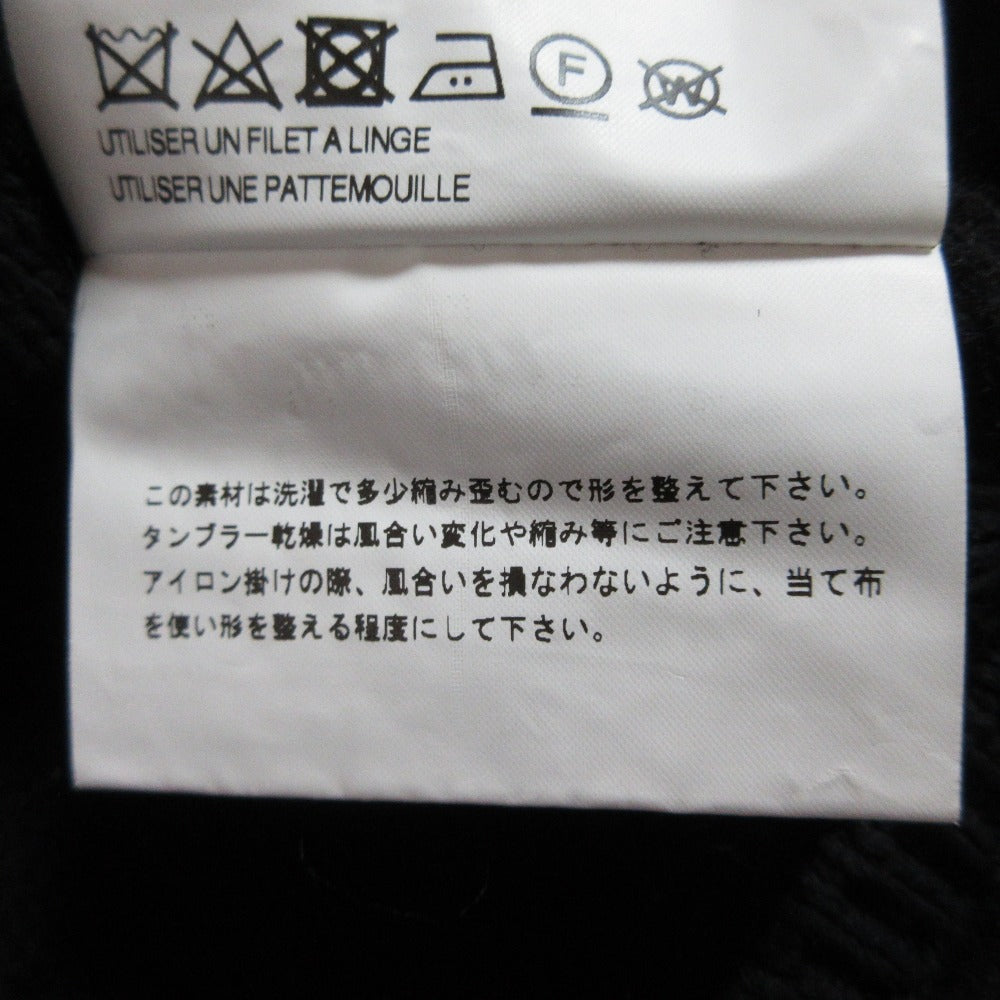 F
W
UTILISER UN FILET A LINGE
UTILISER UNE PATTEMOUILLE
この素材は洗濯で多少縮み歪むので形を整えて下さい。
タンブラー乾燥は風合い変化や縮み等にご注意下さい。
アイロン掛けの際、風合いを損なわないように、当て布
を使い形を整える程度にして下さい。